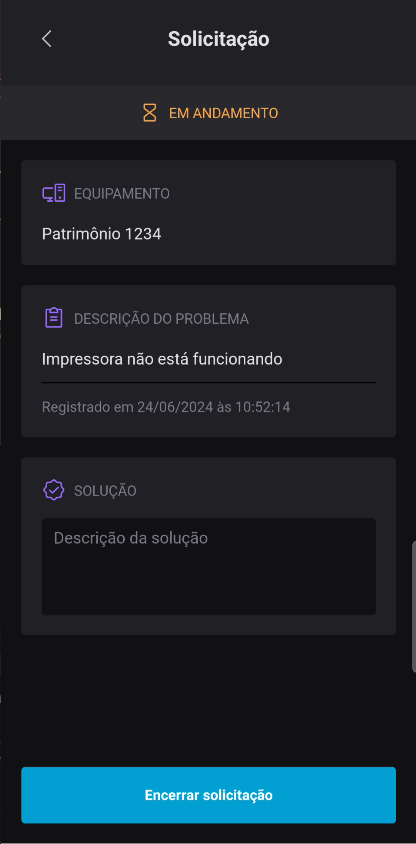 Solicitação
EM ANDAMENTO
EQUIPAMENTO
Patrimônio 1234
DESCRIÇÃO DO PROBLEMA
Impressora não está funcionando
Registrado em 24/06/2024 às 10:52:14
SOLUÇÃO
Descrição da solução
Encerrar solicitação